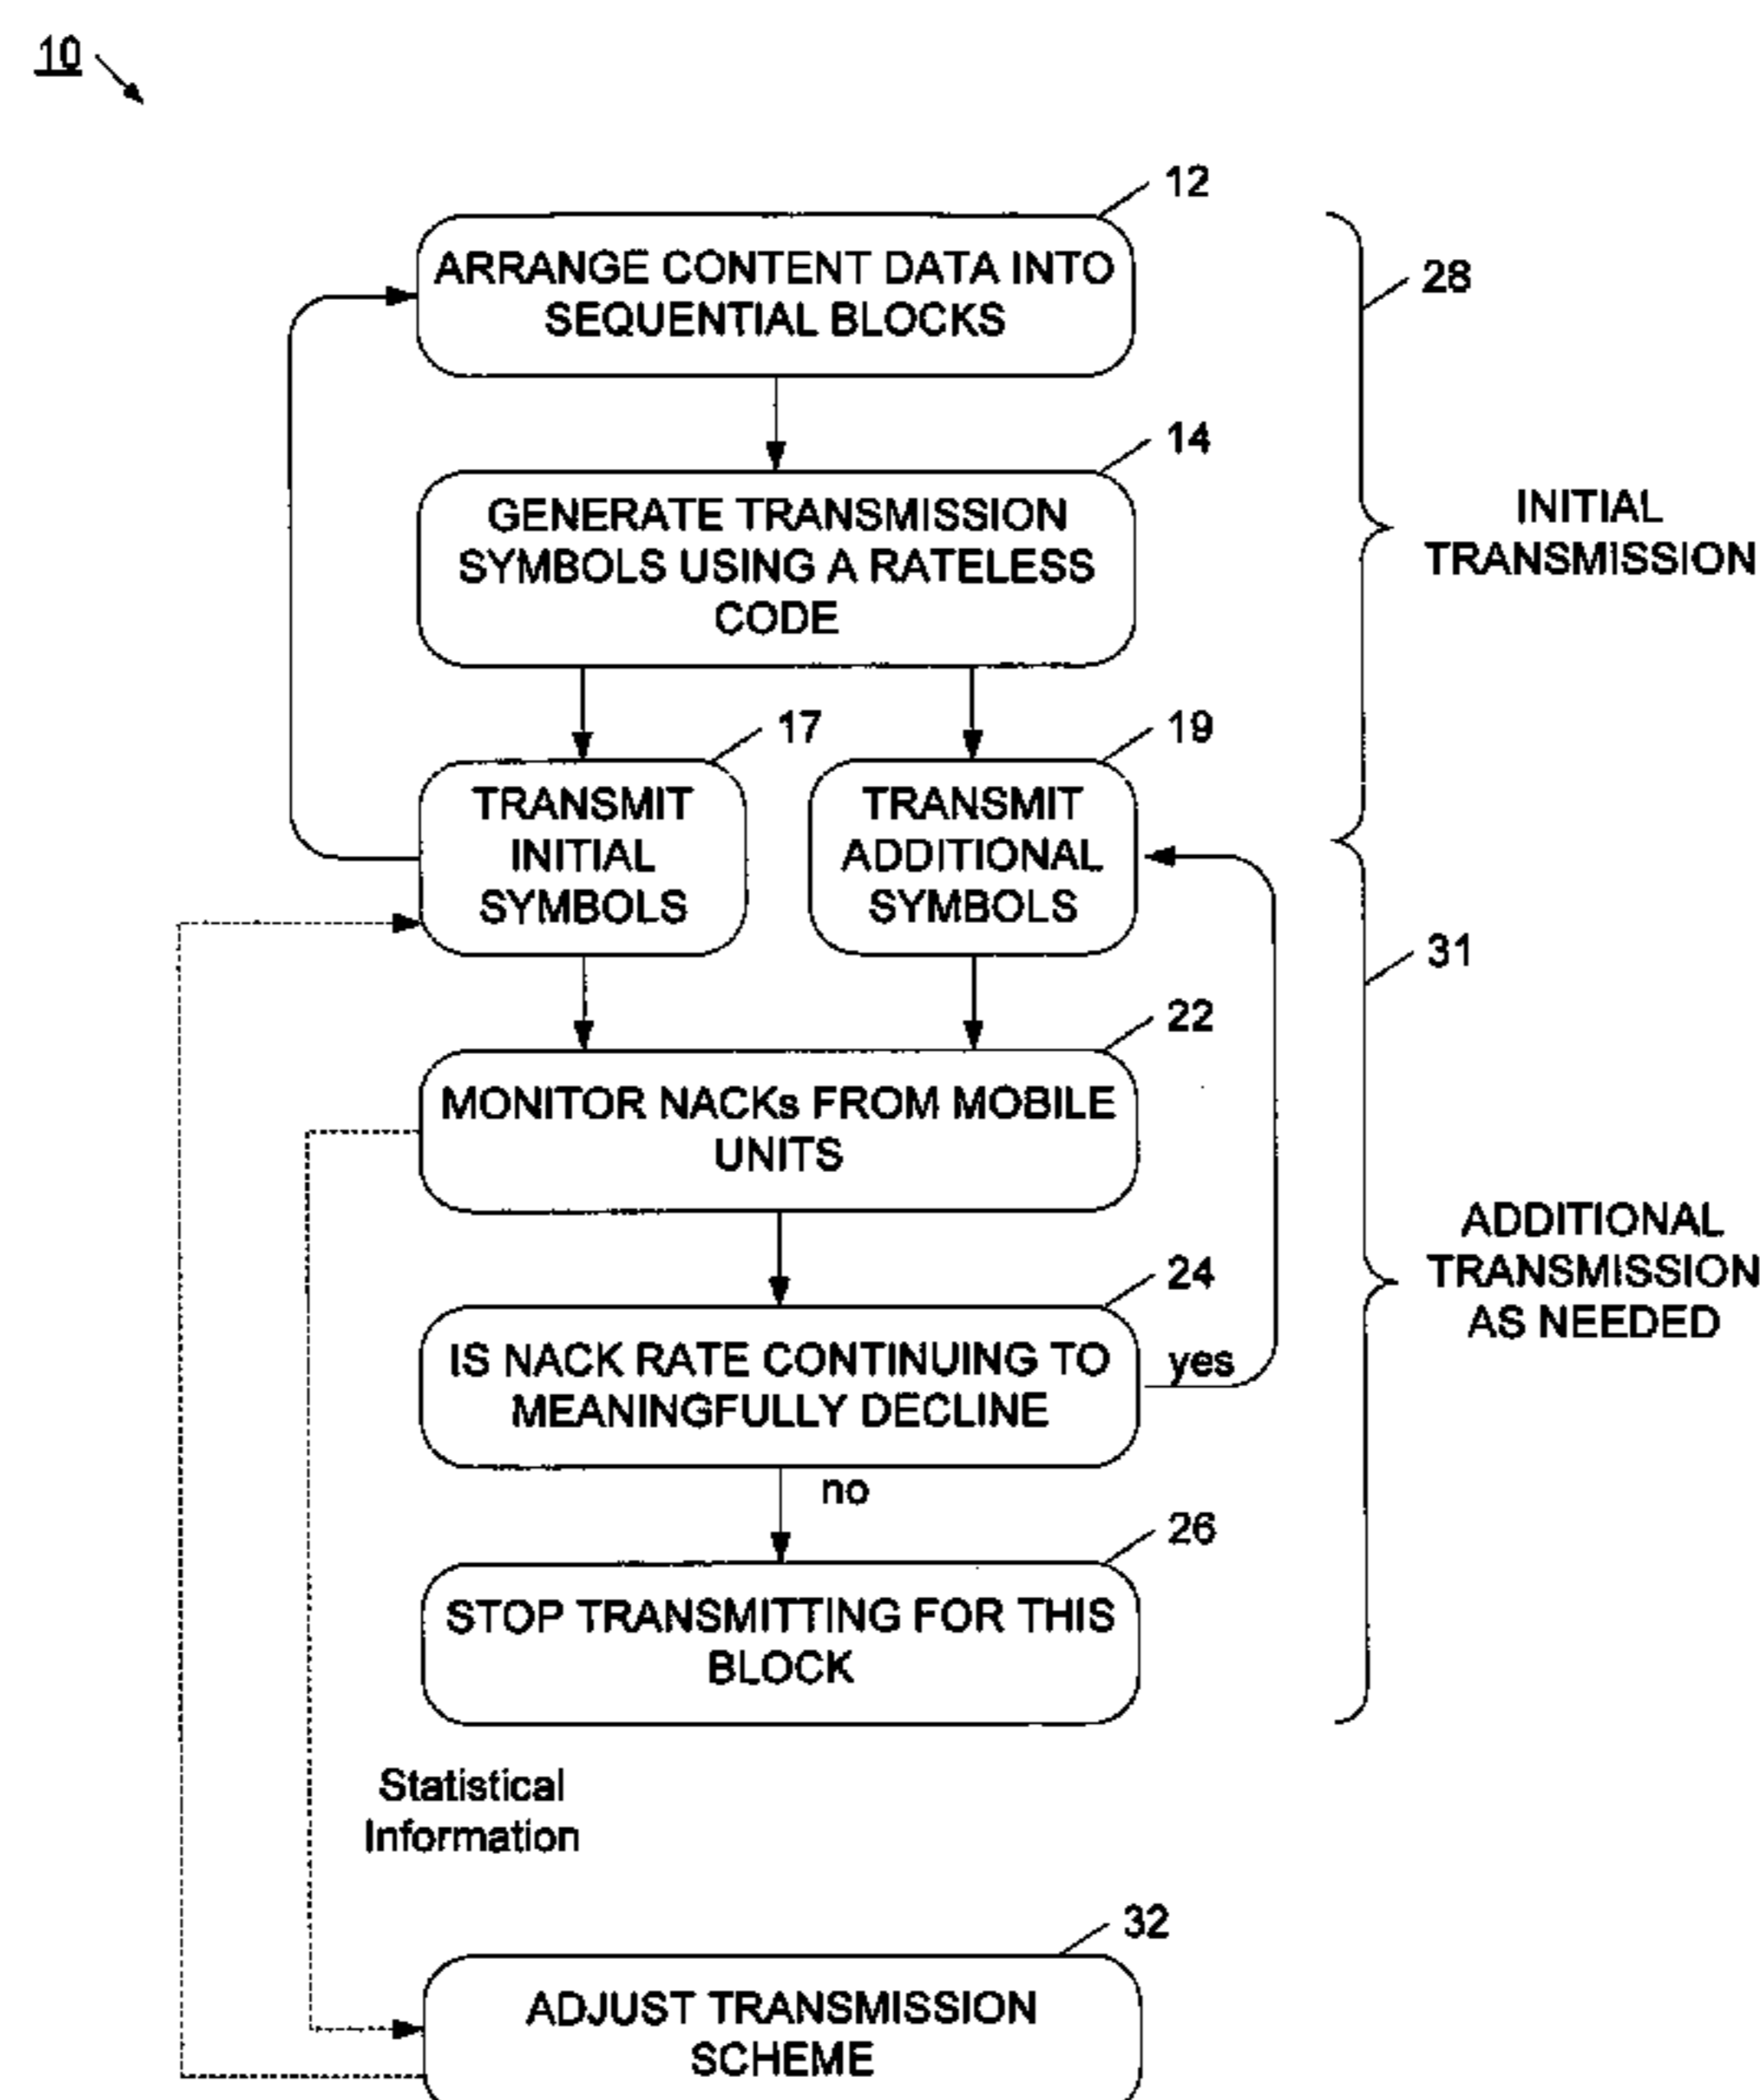 10
12
ARRANGE CONTENT DATA INTO
SEQUENTIAL BLOCKS
28
14
GENERATE TRANSMISSION
SYMBOLS USING A RATELESS
CODE
INITIAL
TRANSMISSION
17
TRANSMIT
INITIAL
SYMBOLS
19
TRANSMIT
ADDITIONAL
SYMBOLS
31
22
MONITOR NACKs FROM MOBILE
UNITS
ADDITIONAL
TRANSMISSION
AS NEEDED
24
IS NACK RATE CONTINUING TO
MEANINGFULLY DECLINE
yes
no
26
STOP TRANSMITTING FOR THIS
BLOCK
Statistical
Information
32
ADJUST TRANSMISSION
SCHEME